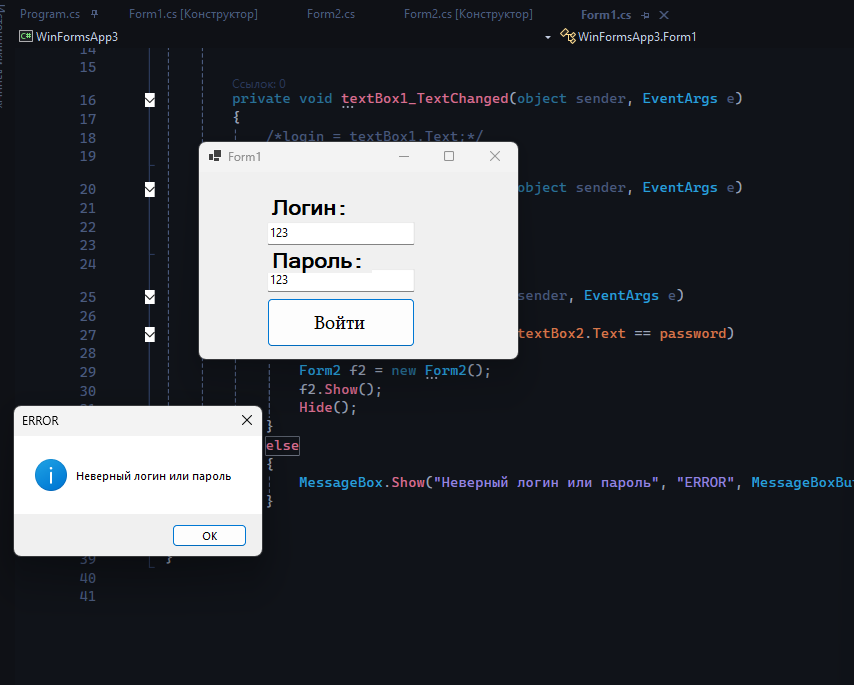 Program.cs Form1.cs [Конструктор] Form2.cs Form2.cs [Конструктор] Form1.cs
C# WinFormsApp3 WinFormsApp3.Form1
14
15
Ссылок: 0
16 private void textBox1_TextChanged(object sender, EventArgs e)
17 {
18 /*login = textBox1.Text;*/
19
20 object sender, EventArgs e)
21
22
23
24
25 sender, EventArgs e)
26
27 textBox2.Text == password)
28
29 Form2 f2 = new Form2();
30 f2.Show();
Hide();
}
else
{
MessageBox.Show("Неверный логин или пароль", "ERROR", MessageBoxBut
}
39 }
40
41
Form1
Логин:
123
Пароль:
123
Войти
ERROR
Неверный логин или пароль
OK